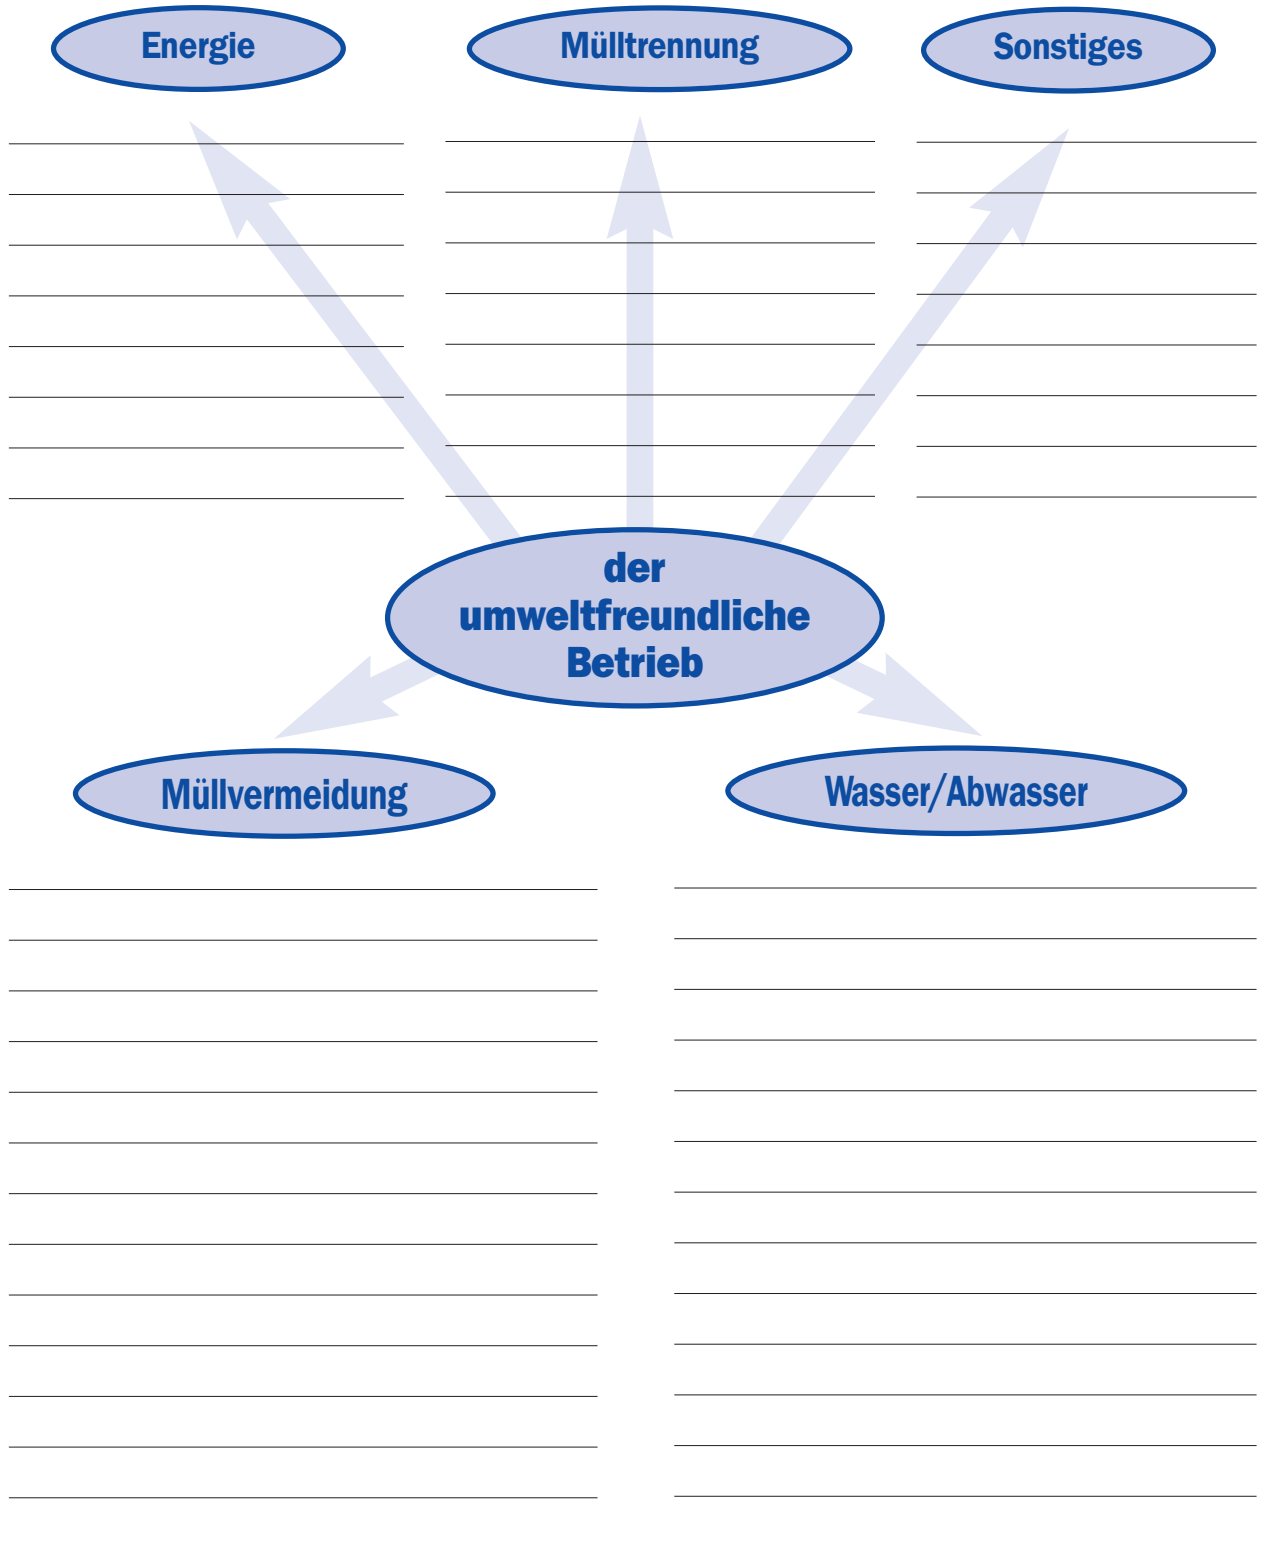 Energie
Mülltrennung
Sonstiges
der
umweltfreundliche
Betrieb
Müllvermeidung
Wasser/Abwasser